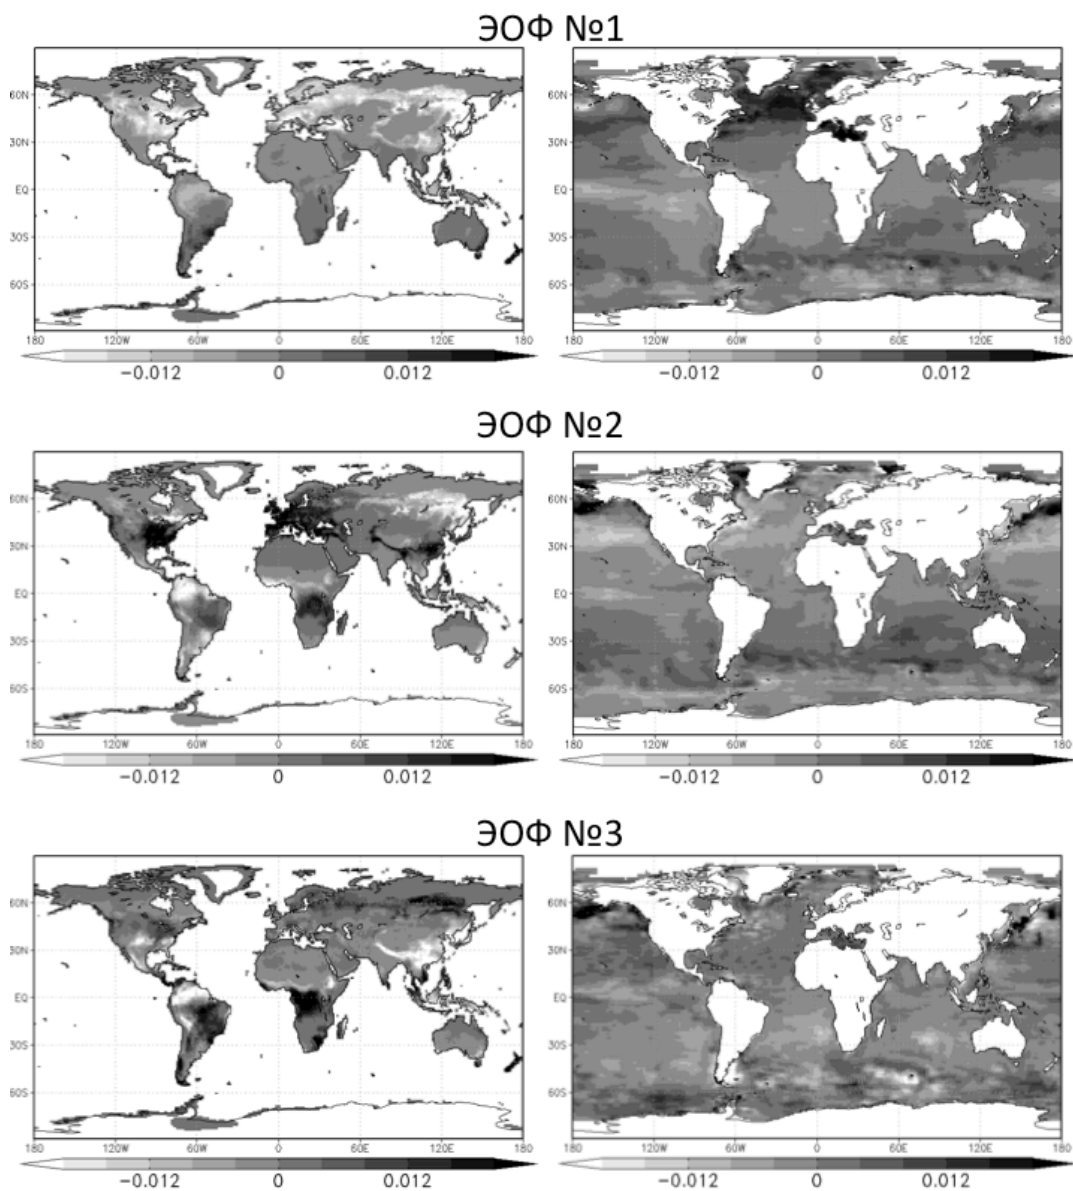 ЭОФ №1
60N 60N
30N 30N
EQ EQ
30S 30S
60S 60S
180 120W 60W 0 60E 120E 180 180 120W 60W 0 60E 120E 180
−0.012 0 0.012 −0.012 0 0.012
ЭОФ №2
60N 60N
30N 30N
EQ EQ
30S 30S
60S 60S
180 120W 60W 0 60E 120E 180 180 120W 60W 0 60E 120E 180
−0.012 0 0.012 −0.012 0 0.012
ЭОФ №3
60N 60N
30N 30N
EQ EQ
30S 30S
60S 60S
180 120W 60W 0 60E 120E 180 180 120W 60W 0 60E 120E 180
−0.012 0 0.012 −0.012 0 0.012